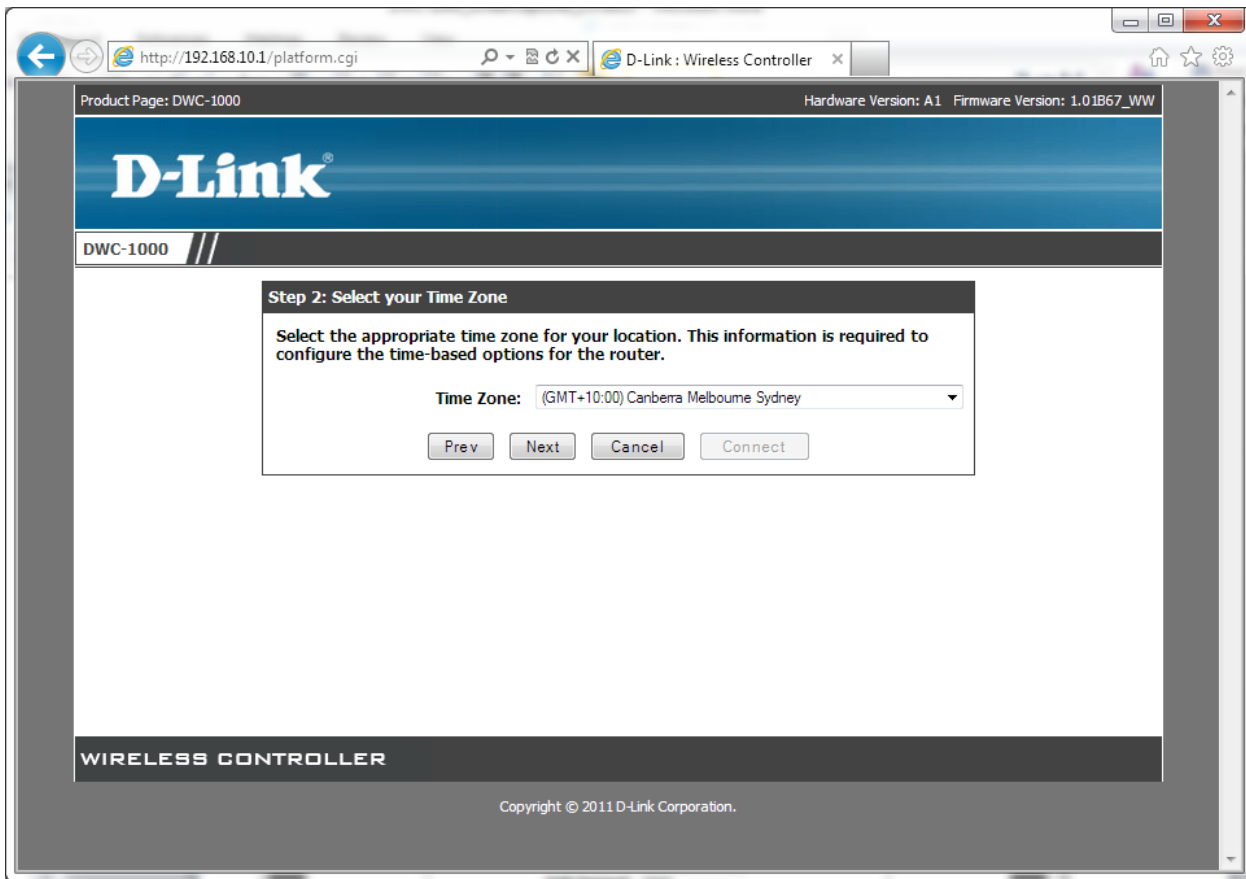 http://192.168.10.1/platform.cgi
D-Link : Wireless Controller
Product Page: DWC-1000
Hardware Version: A1 Firmware Version: 1.01B67_WW
D-Link®
DWC-1000
Step 2: Select your Time Zone
Select the appropriate time zone for your location. This information is required to
configure the time-based options for the router.
Time Zone: (GMT+10:00) Canberra Melbourne Sydney
Prev Next Cancel Connect
WIRELESS CONTROLLER
Copyright © 2011 D-Link Corporation.